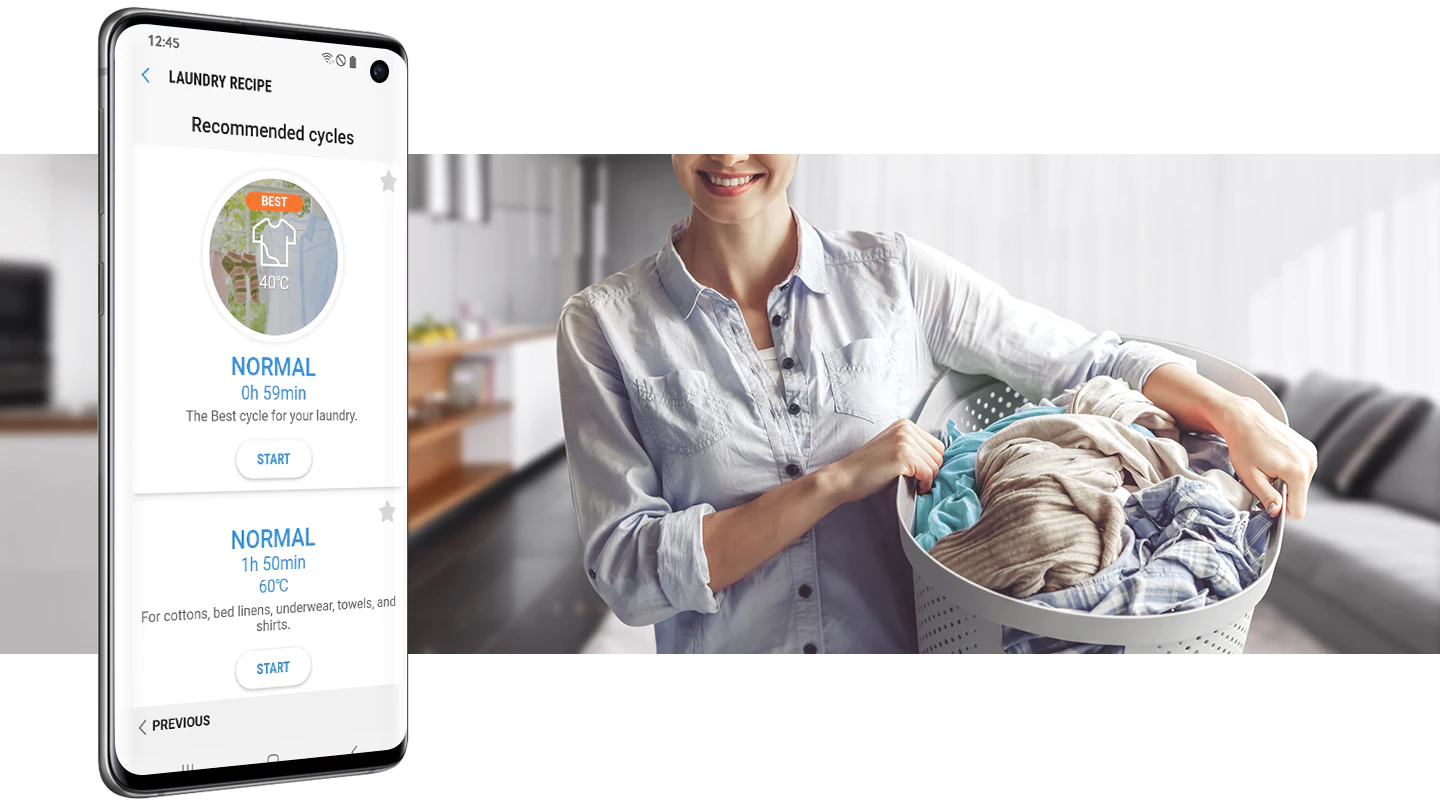 12:45
LAUNDRY RECIPE
Recommended cycles
BEST
40℃
NORMAL
0h 59min
The Best cycle for your laundry.
START
NORMAL
1h 50min
60℃
For cottons, bed linens, underwear, towels, and
shirts.
START
PREVIOUS